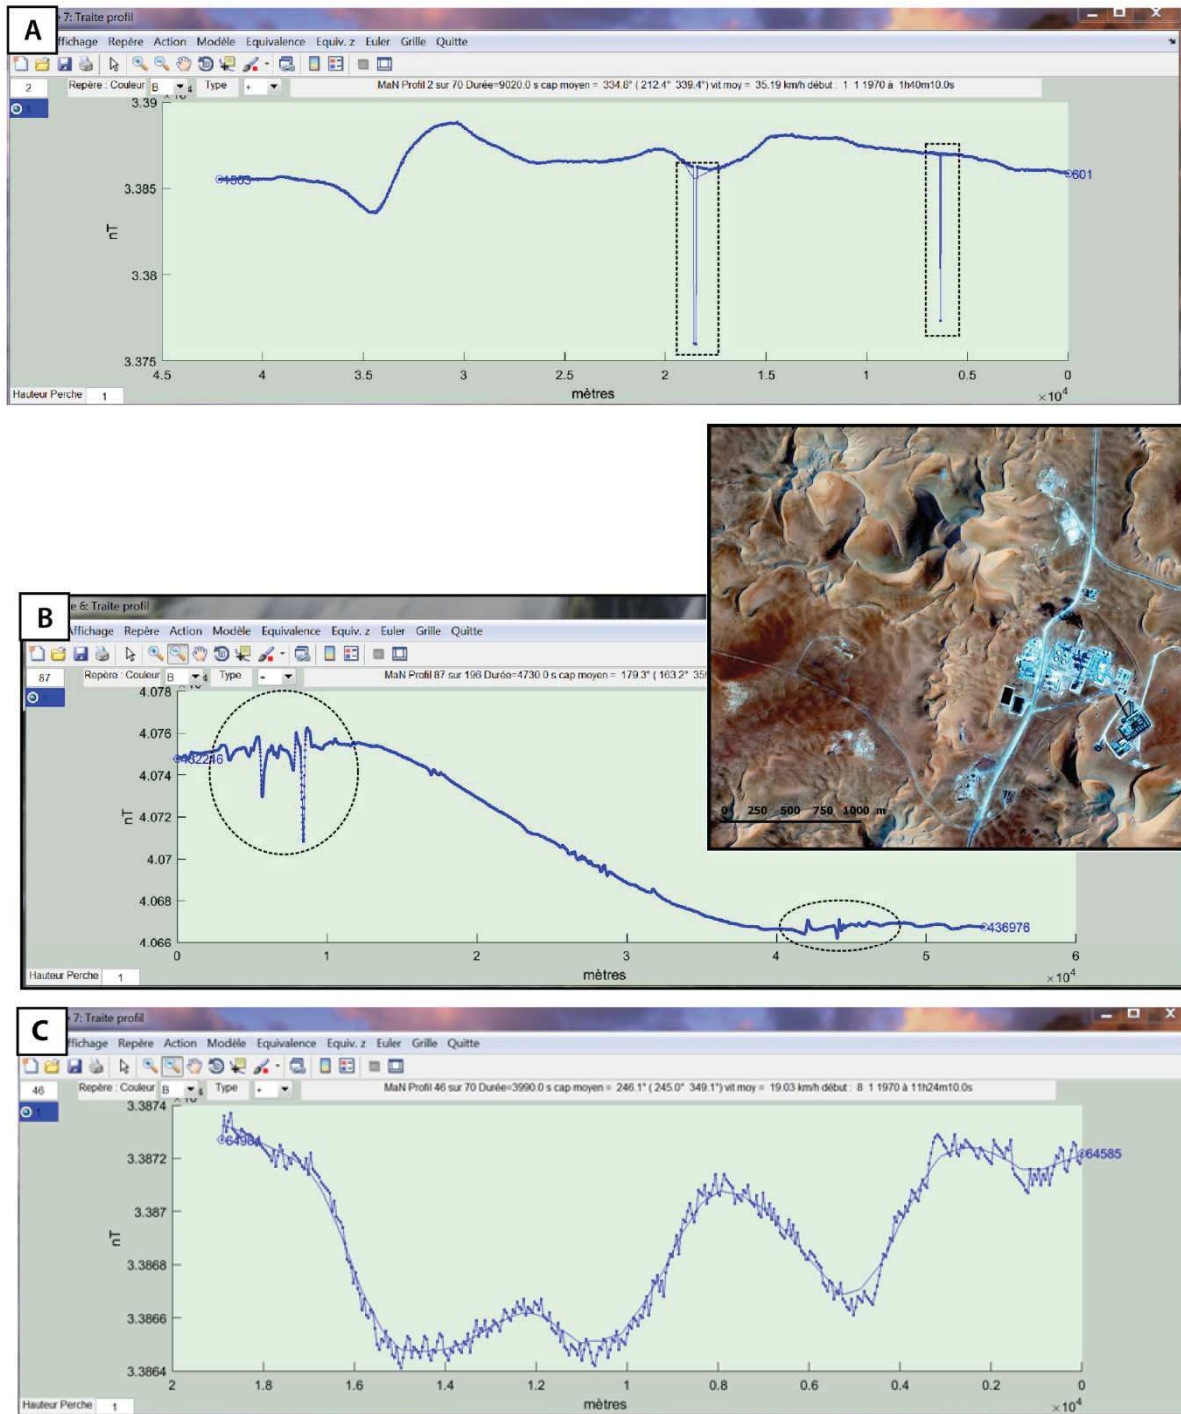 A
7: Traite profil
ffichage Repère Action Modèle Equivalence Equiv. z Euler Grille Quitte
2 Repère : Couleur B Type + MaN Profil 2 sur 70 Durée=9020.0 s cap moyen = 334.6° ( 212.4° 339.4°) vit moy = 35.19 km/h début : 1 1 1970 à 1h40m10.0s
3.39
3.385
3.38
3.375
nT
1503
601
4.5 4 3.5 3 2.5 2 1.5 1 0.5 0
mètres
×10⁴
Hauteur Perche 1
B
e 6: Traite profil
Affichage Repère Action Modèle Equivalence Equiv. z Euler Grille Quitte
87 Repère : Couleur B Type MaN Profil 87 sur 196 Durée=4730.0 s cap moyen = 179.3° ( 163.2° 35
4.078
4.076
4.074
4.072
4.07
4.068
4.066
nT
432246
436976
0 1 2 3 4 5 6
mètres
×10⁴
Hauteur Perche 1
0 250 500 750 1000 m
C
7: Traite profil
ffichage Repère Action Modèle Equivalence Equiv. z Euler Grille Quitte
46 Repère : Couleur B Type MaN Profil 46 sur 70 Durée=3990.0 s cap moyen = 246.1° ( 245.0° 349.1°) vit moy = 19.03 km/h début : 8 1 1970 à 11h24m10.0s
3.3874
3.3872
3.387
3.3868
3.3866
3.3864
nT
64585
2 1.8 1.6 1.4 1.2 1 0.8 0.6 0.4 0.2 0
mètres
×10⁴
Hauteur Perche 1